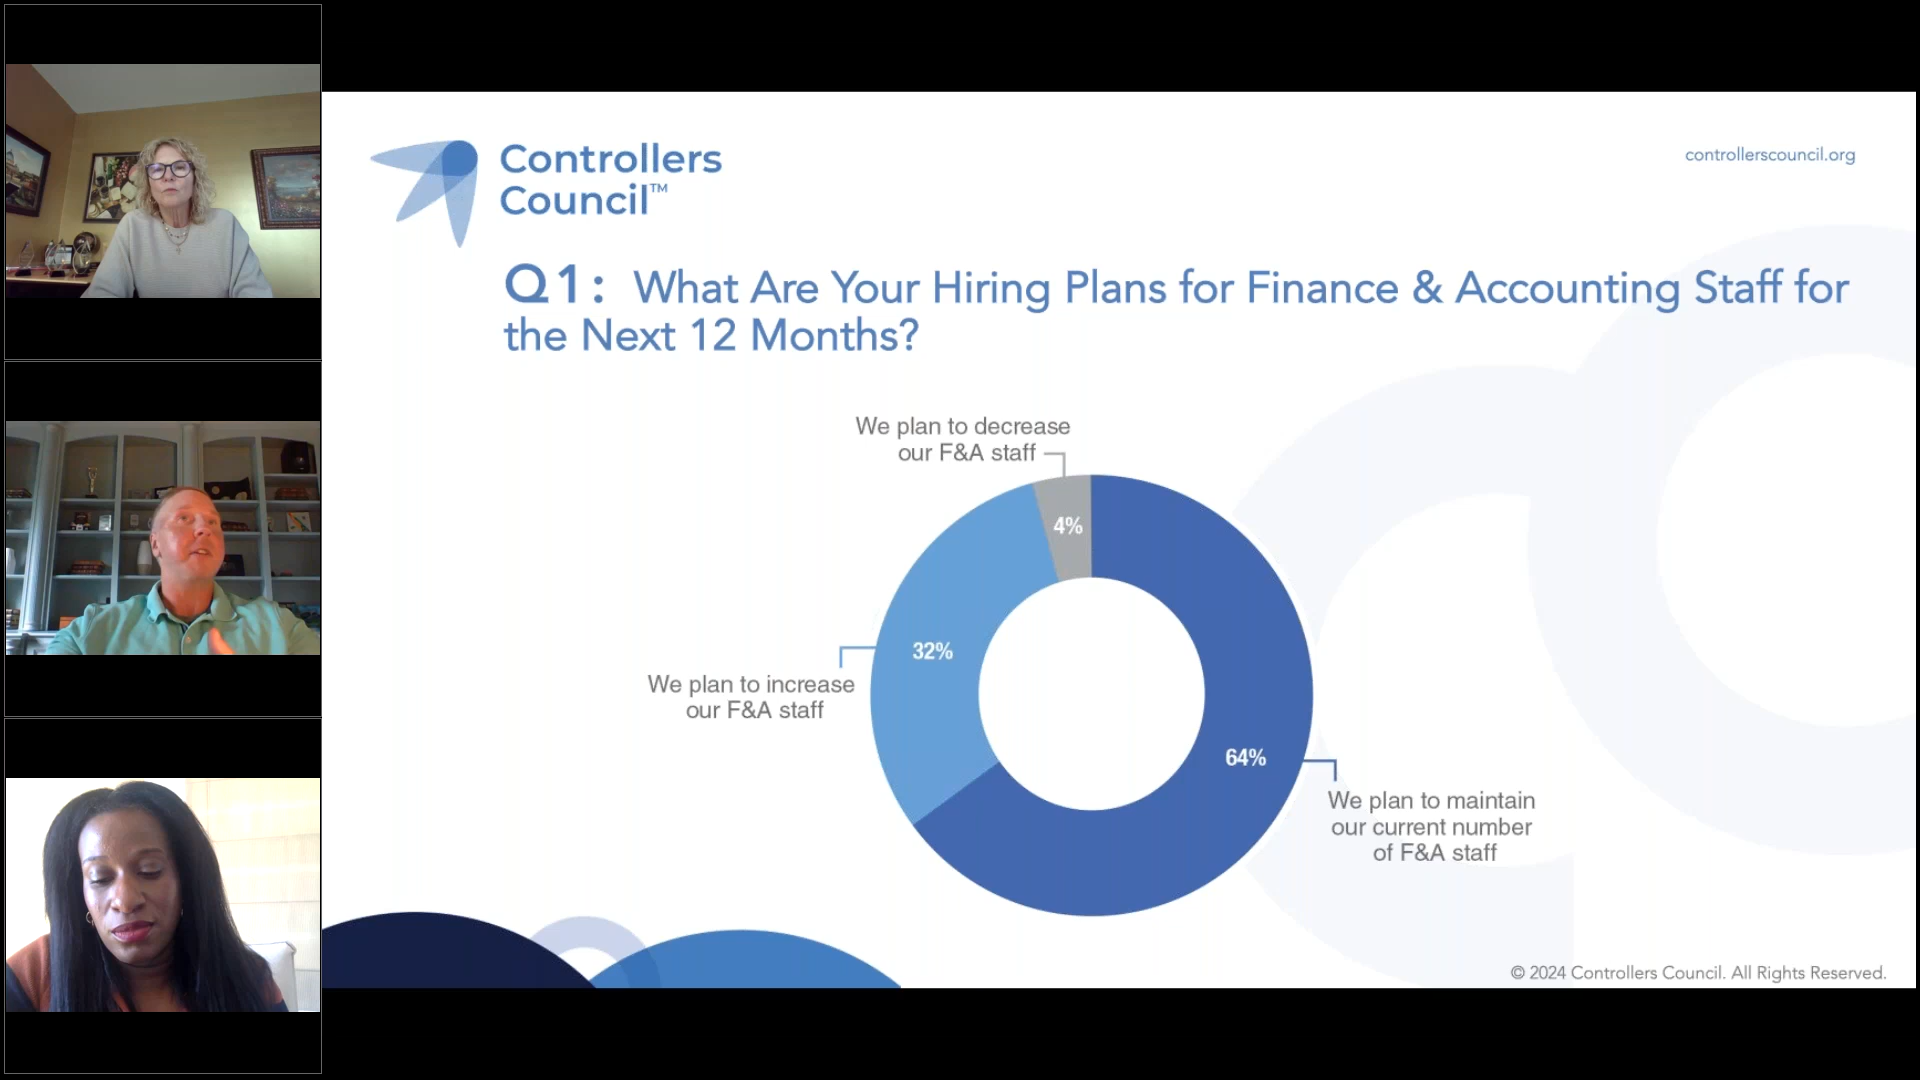 Controllers
Council™
controllerscouncil.org
Q1: What Are Your Hiring Plans for Finance & Accounting Staff for
the Next 12 Months?
We plan to decrease
our F&A staff
4%
32%
We plan to increase
our F&A staff
64%
We plan to maintain
our current number
of F&A staff
© 2024 Controllers Council. All Rights Reserved.